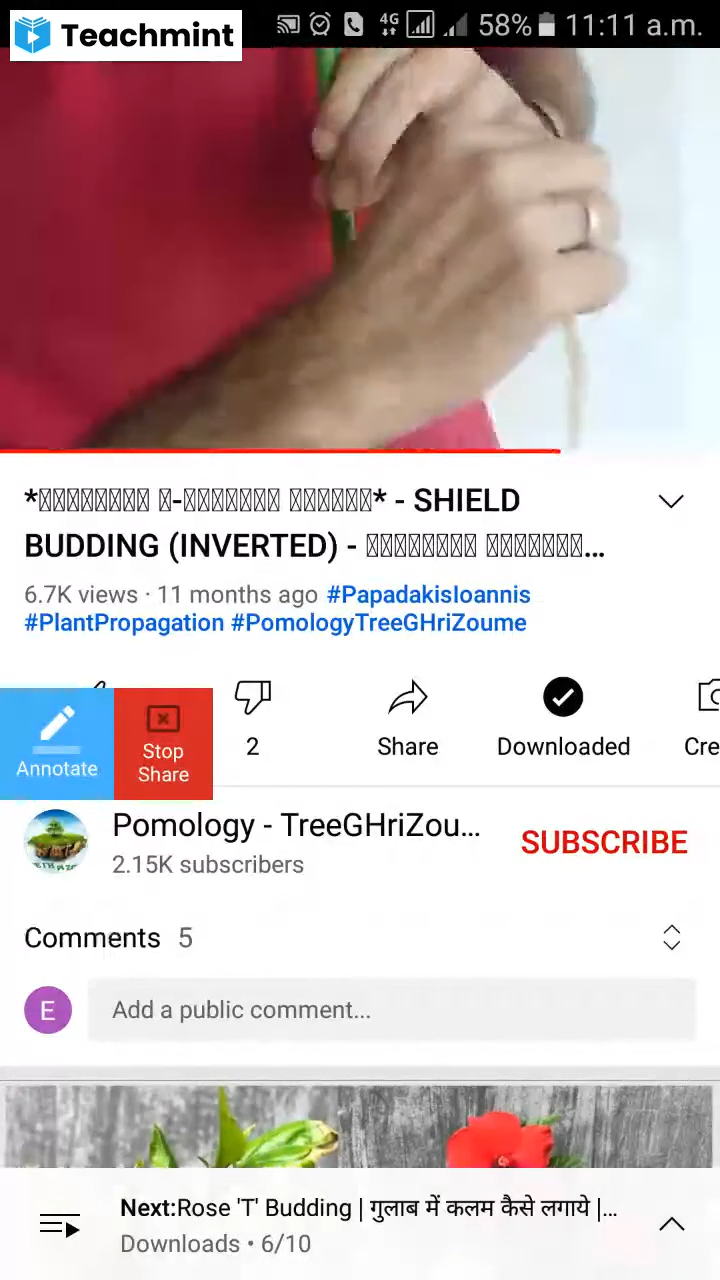 Teachmint
4G 58% 11:11 a.m.
- SHIELD
BUDDING (INVERTED) -
6.7K views · 11 months ago #PapadakisIoannis
#PlantPropagation #PomologyTreeGHriZoume
2 Share Downloaded Cre
Annotate
Stop
Share
Pomology - TreeGHriZou...
SUBSCRIBE
2.15K subscribers
Comments 5
E
Add a public comment...
Next:Rose 'T' Budding | गुलाब में कलम कैसे लगाये |...
Downloads • 6/10